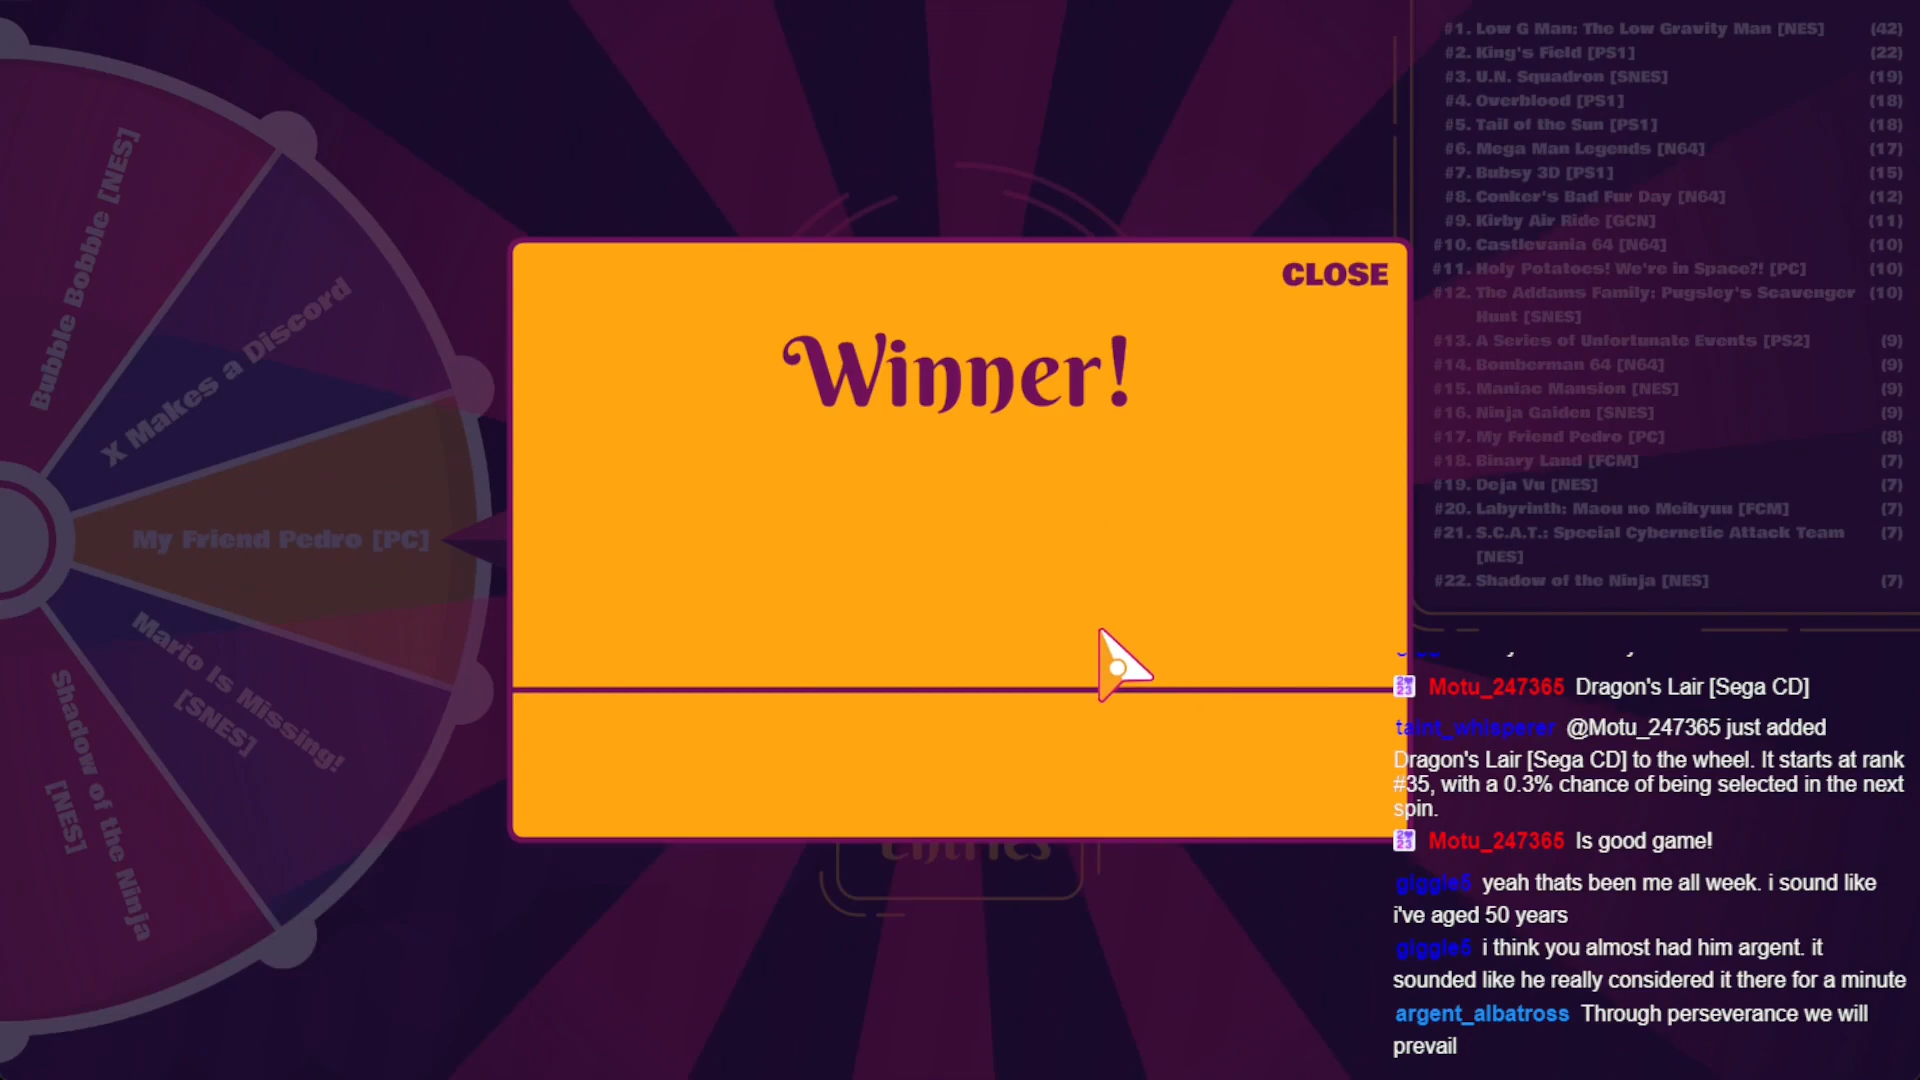 Bubble Bobble [NES]
X Makes a Discord
My Friend Pedro [PC]
Mario Is Missing!
[SNES]
Shadow of the Ninja
[NES]
CLOSE
Winner!
Entries
#1. Low G Man: The Low Gravity Man [NES] (42)
#2. King's Field [PS1] (22)
#3. U.N. Squadron [SNES] (19)
#4. Overblood [PS1] (18)
#5. Tail of the Sun [PS1] (18)
#6. Mega Man Legends [N64] (17)
#7. Bubsy 3D [PS1] (15)
#8. Conker's Bad Fur Day [N64] (12)
#9. Kirby Air Ride [GCN] (11)
#10. Castlevania 64 [N64] (10)
#11. Holy Potatoes! We're in Space?! [PC] (10)
#12. The Addams Family: Pugsley's Scavenger (10)
Hunt [SNES]
#13. A Series of Unfortunate Events [PS2] (9)
#14. Bomberman 64 [N64] (9)
#15. Maniac Mansion [NES] (9)
#16. Ninja Gaiden [SNES] (9)
#17. My Friend Pedro [PC] (8)
#18. Binary Land [FCM] (7)
#19. Deja Vu [NES] (7)
#20. Labyrinth: Maou no Meikyuu [FCM] (7)
#21. S.C.A.T.: Special Cybernetic Attack Team (7)
[NES]
#22. Shadow of the Ninja [NES] (7)
Motu_247365 Dragon's Lair [Sega CD]
taint_whisperer @Motu_247365 just added
Dragon's Lair [Sega CD] to the wheel. It starts at rank
#35, with a 0.3% chance of being selected in the next
spin.
Motu_247365 Is good game!
giggle5 yeah thats been me all week. i sound like
i've aged 50 years
giggle5 i think you almost had him argent. it
sounded like he really considered it there for a minute
argent_albatross Through perseverance we will
prevail